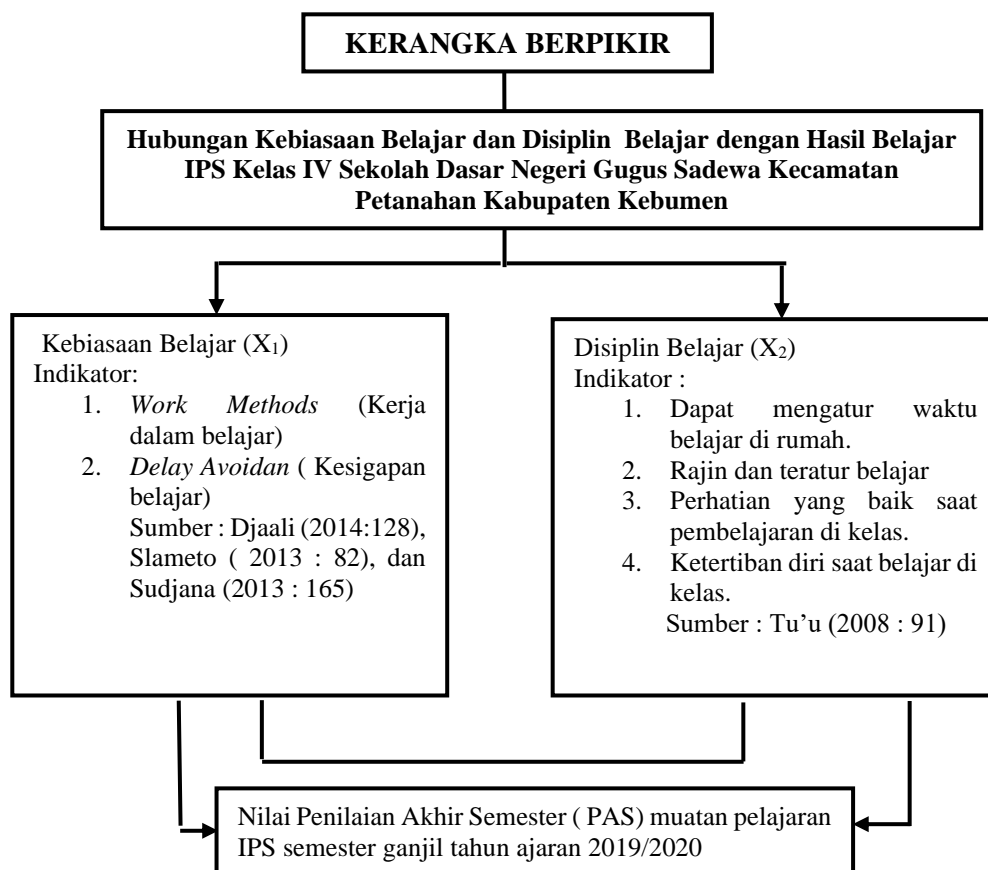 KERANGKA BERPIKIR
Hubungan Kebiasaan Belajar dan Disiplin Belajar dengan Hasil Belajar
IPS Kelas IV Sekolah Dasar Negeri Gugus Sadewa Kecamatan
Petanahan Kabupaten Kebumen
Kebiasaan Belajar (X₁)
Indikator:
1. Work Methods (Kerja
dalam belajar)
2. Delay Avoidan ( Kesigapan
belajar)
Sumber : Djaali (2014:128),
Slameto ( 2013 : 82), dan
Sudjana (2013 : 165)
Disiplin Belajar (X₂)
Indikator :
1. Dapat mengatur waktu
belajar di rumah.
2. Rajin dan teratur belajar
3. Perhatian yang baik saat
pembelajaran di kelas.
4. Ketertiban diri saat belajar di
kelas.
Sumber : Tu’u (2008 : 91)
Nilai Penilaian Akhir Semester ( PAS) muatan pelajaran
IPS semester ganjil tahun ajaran 2019/2020